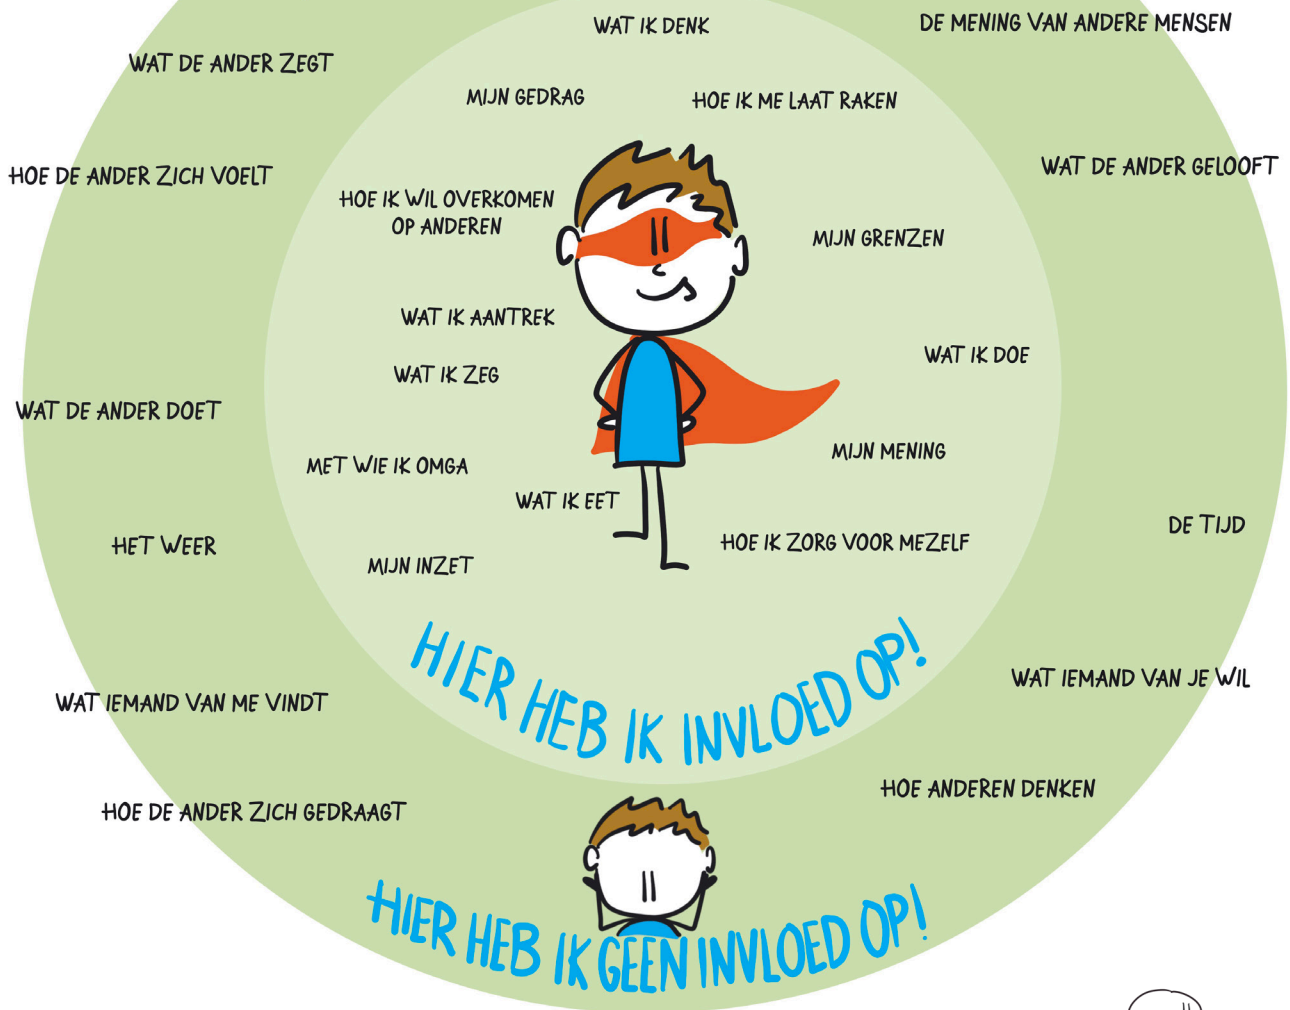 WAT IK DENK
DE MENING VAN ANDERE MENSEN
WAT DE ANDER ZEGT
MIJN GEDRAG
HOE IK ME LAAT RAKEN
HOE DE ANDER ZICH VOELT
WAT DE ANDER GELOOFT
HOE IK WIL OVERKOMEN
OP ANDEREN
MIJN GRENZEN
WAT IK AANTREK
WAT IK DOE
WAT IK ZEG
WAT DE ANDER DOET
MIJN MENING
MET WIE IK OMGA
WAT IK EET
DE TIJD
HET WEER
HOE IK ZORG VOOR MEZELF
MIJN INZET
HIER HEB IK INVLOED OP!
WAT IEMAND VAN JE WIL
WAT IEMAND VAN ME VINDT
HOE ANDEREN DENKEN
HOE DE ANDER ZICH GEDRAAGT
HIER HEB IK GEEN INVLOED OP!